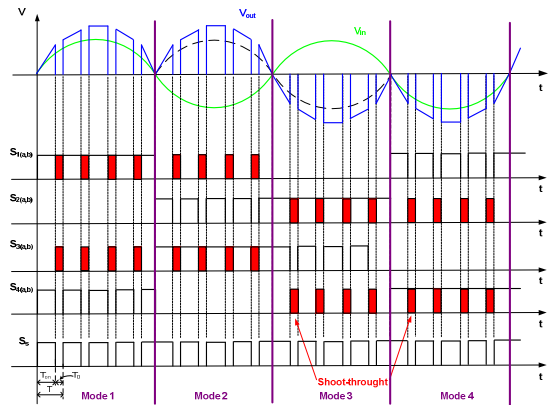 V
Vout
Vin
t
S1(a,b)
t
S2(a,b)
t
S3(a,b)
t
S4(a,b)
t
Ss
t
Ton
T0
T
Shoot-throught
Mode 1
Mode 2
Mode 3
Mode 4